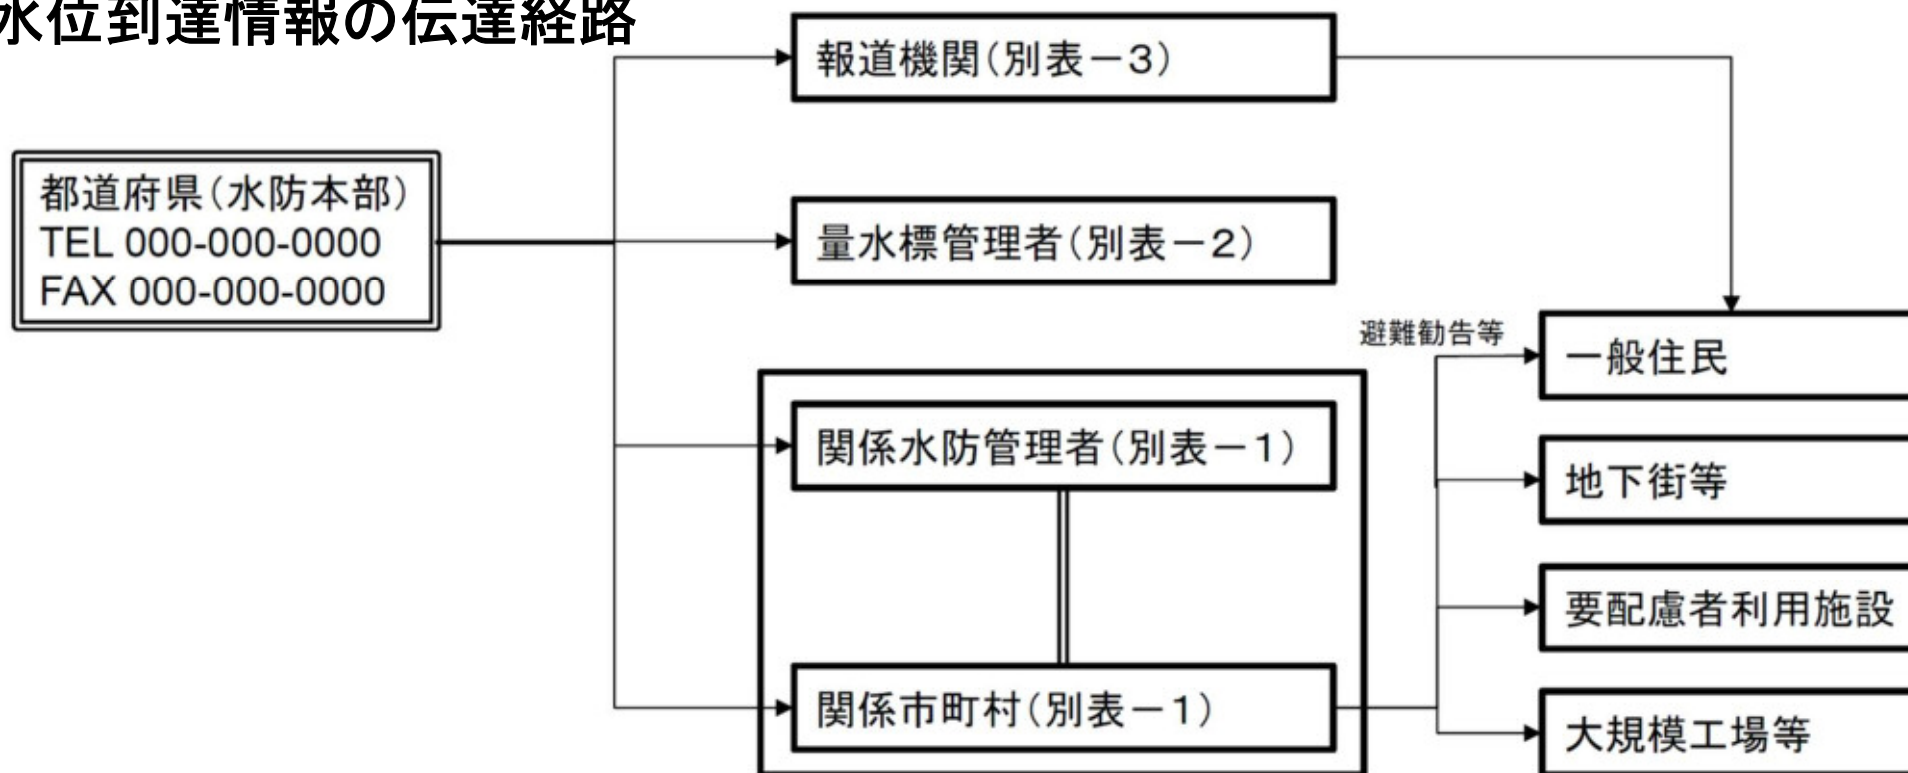 水位到達情報の伝達経路
報道機関(別表－3)
都道府県(水防本部)
TEL 000-000-0000
FAX 000-000-0000
量水標管理者(別表－2)
避難勧告等
一般住民
関係水防管理者(別表－1)
地下街等
要配慮者利用施設
関係市町村(別表－1)
大規模工場等